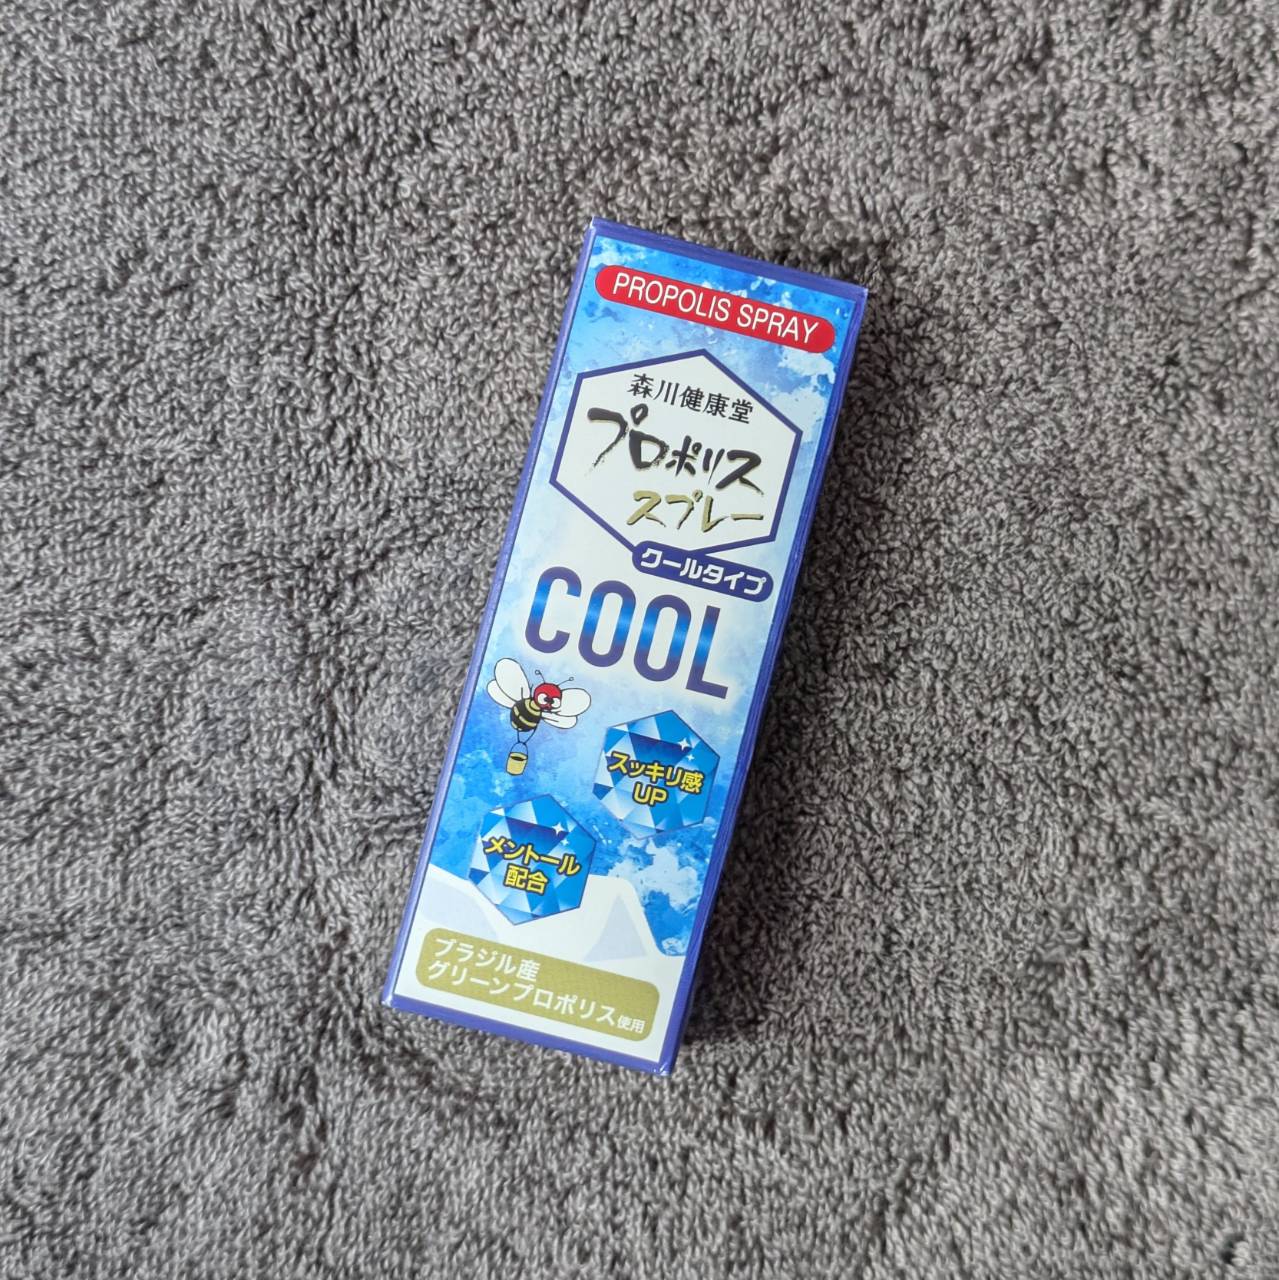 PROPOLIS SPRAY
森川健康堂
プロポリス
スプレー
クールタイプ
COOL
スッキリ感
UP
メントール
配合
ブラジル産
グリーンプロポリス使用